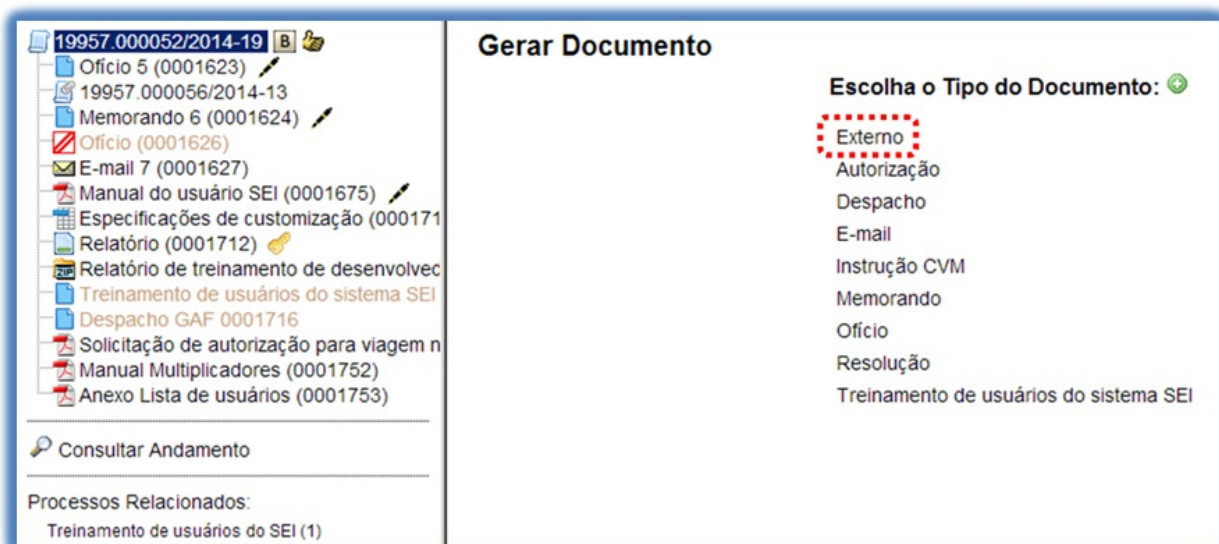 19957.000052/2014-19 B
Ofício 5 (0001623)
19957.000056/2014-13
Memorando 6 (0001624)
Ofício (0001626)
E-mail 7 (0001627)
Manual do usuário SEI (0001675)
Especificações de customização (000171
Relatório (0001712)
ZIP Relatório de treinamento de desenvolvec
Treinamento de usuários do sistema SEI
Despacho GAF 0001716
Solicitação de autorização para viagem n
Manual Multiplicadores (0001752)
Anexo Lista de usuários (0001753)
Consultar Andamento
Processos Relacionados:
Treinamento de usuários do SEI (1)
Gerar Documento
Escolha o Tipo do Documento:
Externo
Autorização
Despacho
E-mail
Instrução CVM
Memorando
Ofício
Resolução
Treinamento de usuários do sistema SEI